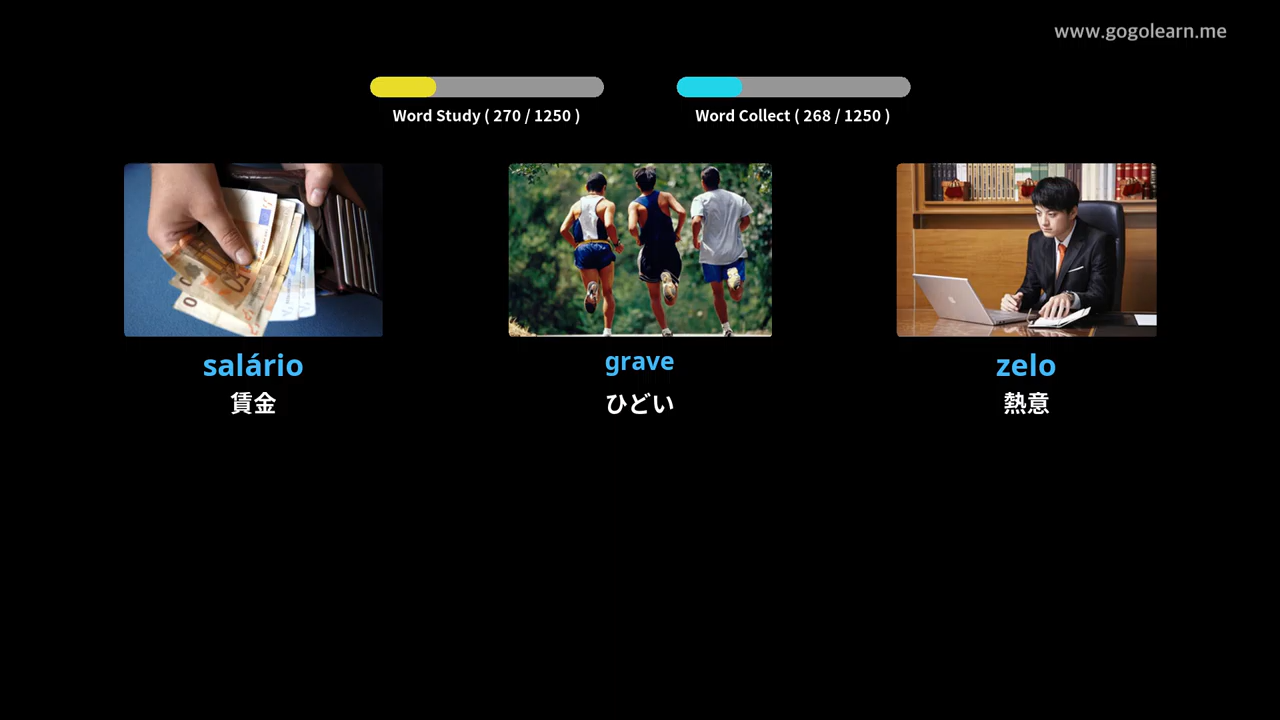 www.gogolearn.me
Word Study ( 270 / 1250 )
Word Collect ( 268 / 1250 )
salário
grave
zelo
賃金
ひどい
熱意